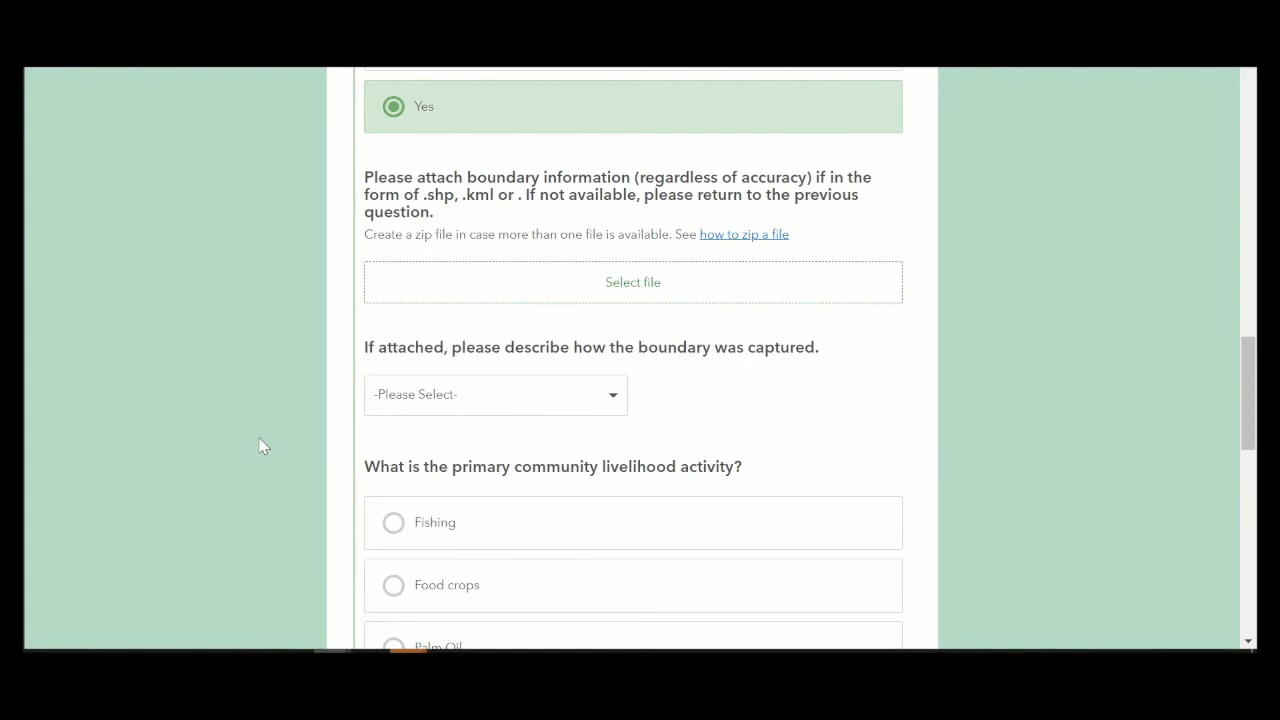 Yes
Please attach boundary information (regardless of accuracy) if in the
form of .shp, .kml or . If not available, please return to the previous
question.
Create a zip file in case more than one file is available. See how to zip a file
Select file
If attached, please describe how the boundary was captured.
-Please Select-
What is the primary community livelihood activity?
Fishing
Food crops
Palm Oil